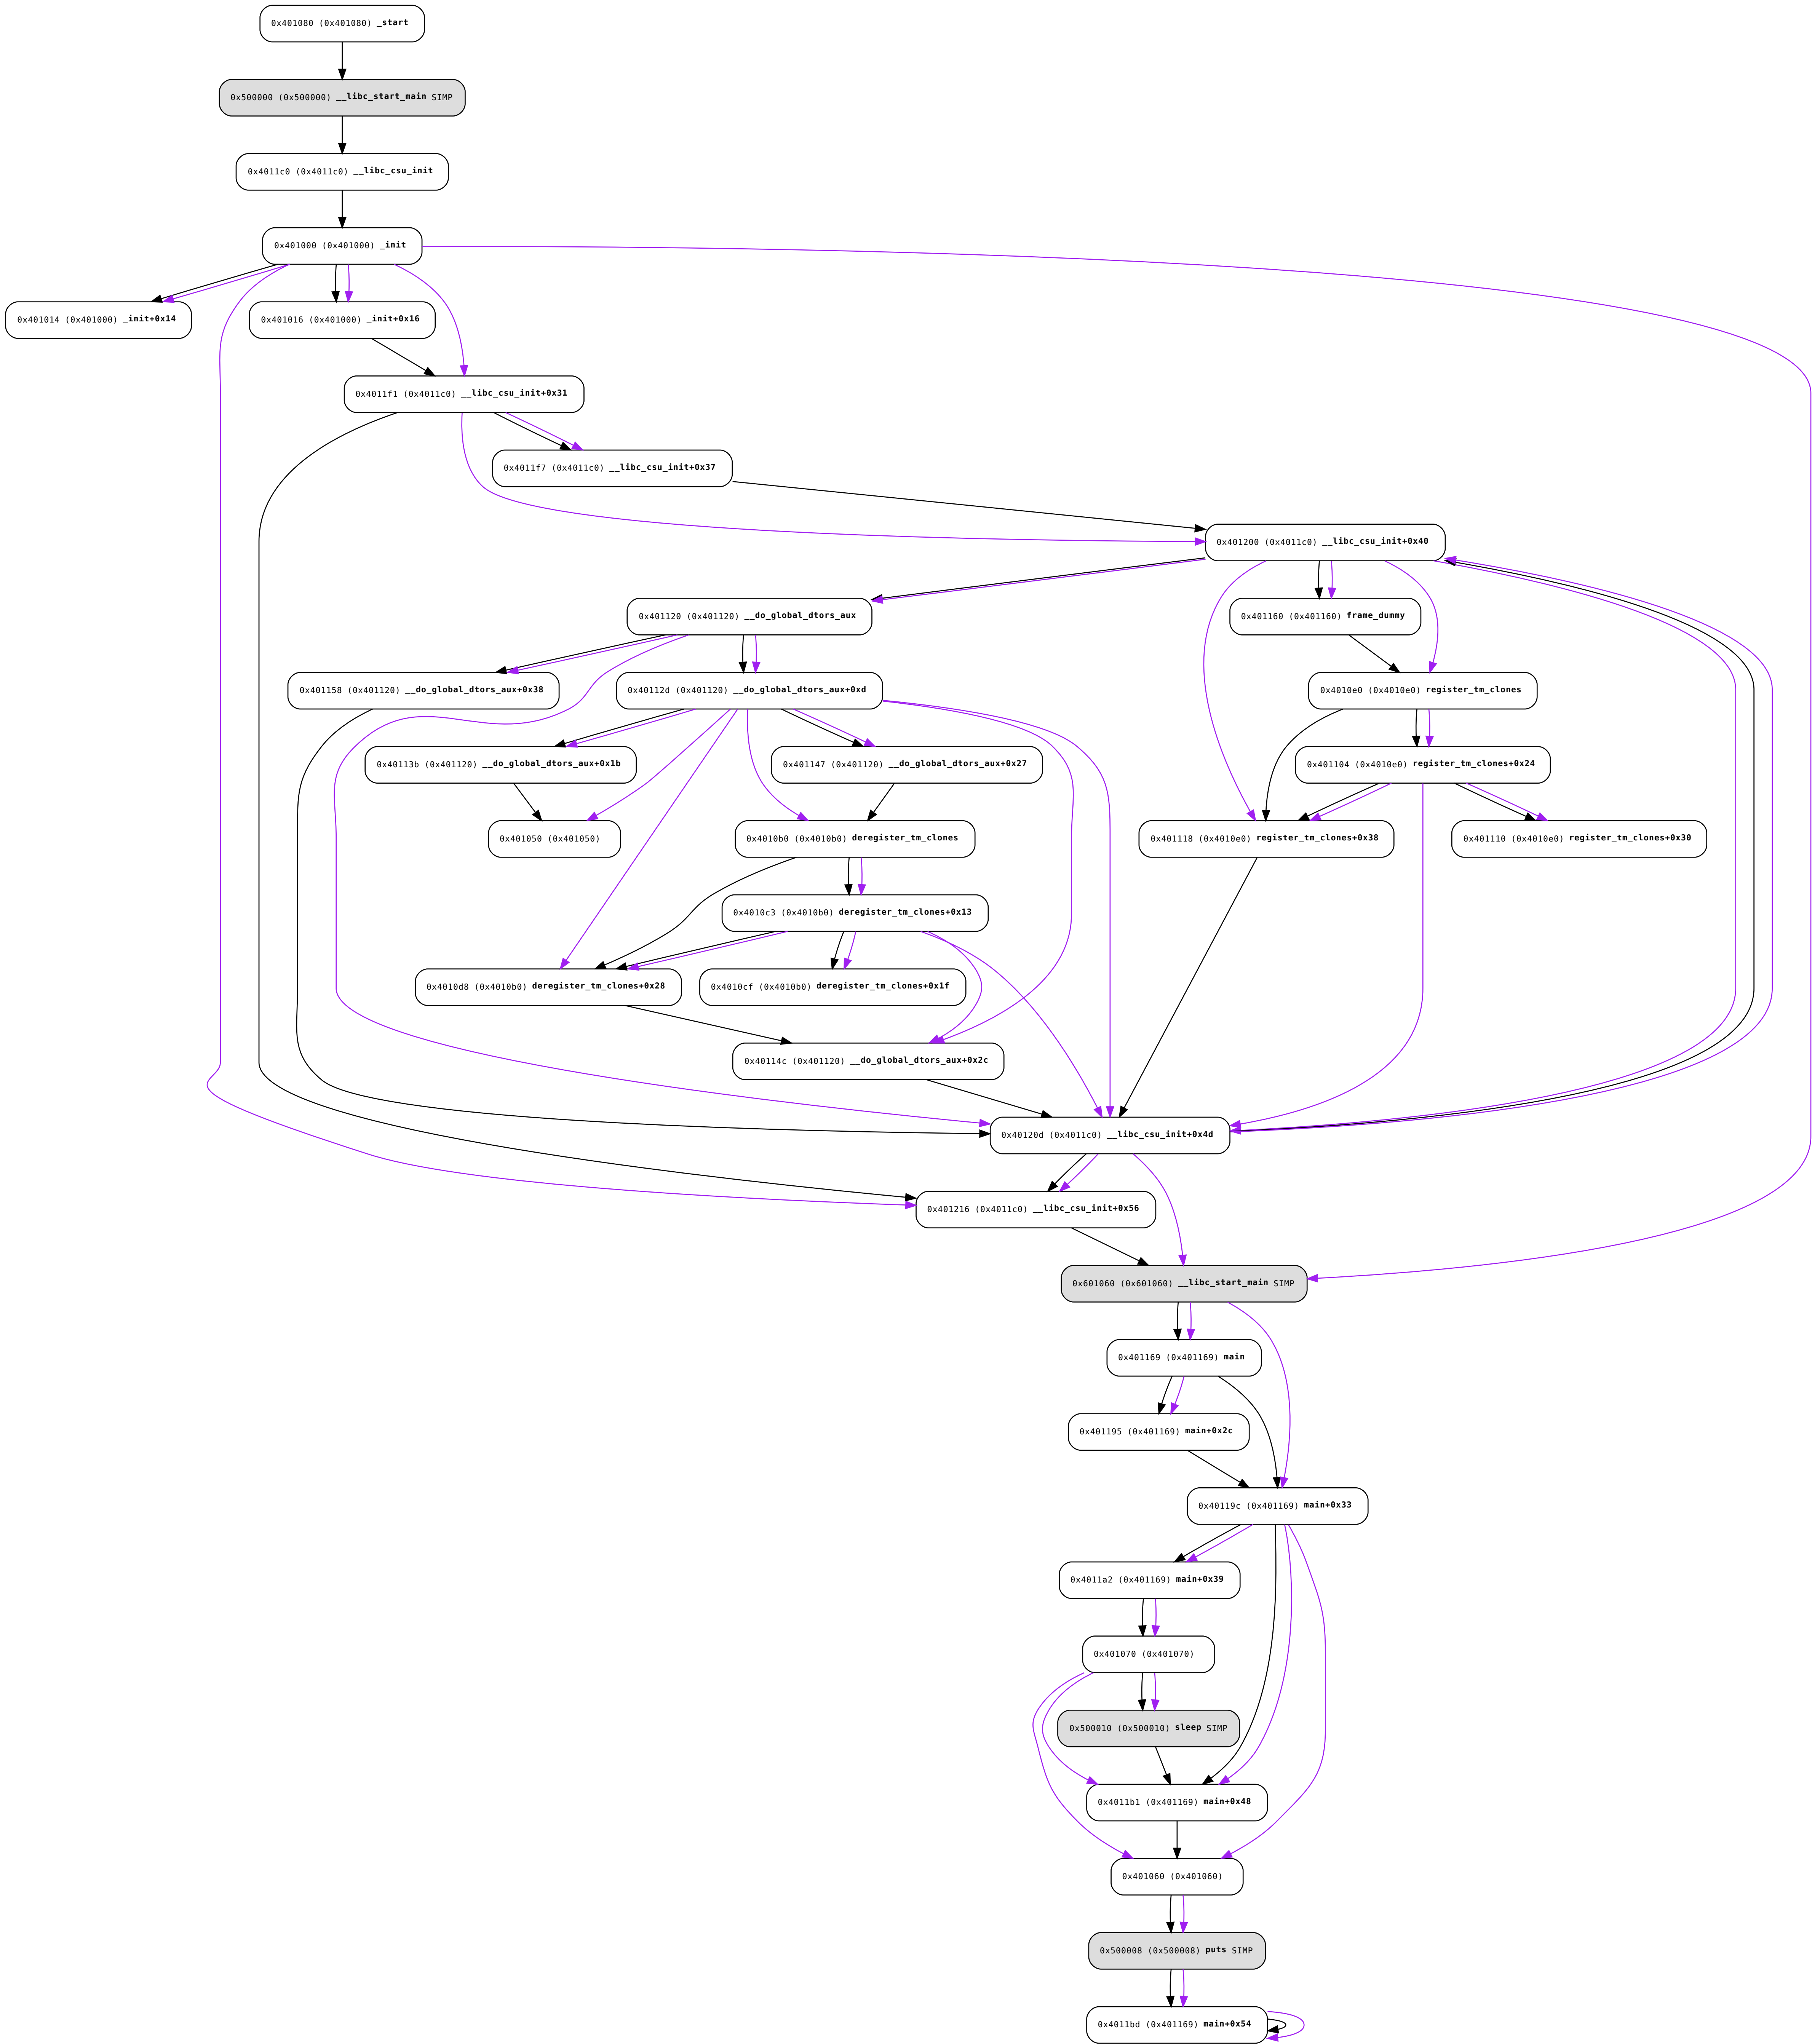 0x401080 (0x401080) _start
0x500000 (0x500000) __libc_start_main SIMP
0x4011c0 (0x4011c0) __libc_csu_init
0x401000 (0x401000) _init
0x401014 (0x401000) _init+0x14
0x401016 (0x401000) _init+0x16
0x4011f1 (0x4011c0) __libc_csu_init+0x31
0x4011f7 (0x4011c0) __libc_csu_init+0x37
0x401200 (0x4011c0) __libc_csu_init+0x40
0x401120 (0x401120) __do_global_dtors_aux
0x401160 (0x401160) frame_dummy
0x401158 (0x401120) __do_global_dtors_aux+0x38
0x40112d (0x401120) __do_global_dtors_aux+0xd
0x4010e0 (0x4010e0) register_tm_clones
0x40113b (0x401120) __do_global_dtors_aux+0x1b
0x401147 (0x401120) __do_global_dtors_aux+0x27
0x401104 (0x4010e0) register_tm_clones+0x24
0x401050 (0x401050)
0x4010b0 (0x4010b0) deregister_tm_clones
0x401118 (0x4010e0) register_tm_clones+0x38
0x401110 (0x4010e0) register_tm_clones+0x30
0x4010c3 (0x4010b0) deregister_tm_clones+0x13
0x4010d8 (0x4010b0) deregister_tm_clones+0x28
0x4010cf (0x4010b0) deregister_tm_clones+0x1f
0x40114c (0x401120) __do_global_dtors_aux+0x2c
0x40120d (0x4011c0) __libc_csu_init+0x4d
0x401216 (0x4011c0) __libc_csu_init+0x56
0x601060 (0x601060) __libc_start_main SIMP
0x401169 (0x401169) main
0x401195 (0x401169) main+0x2c
0x40119c (0x401169) main+0x33
0x4011a2 (0x401169) main+0x39
0x401070 (0x401070)
0x500010 (0x500010) sleep SIMP
0x4011b1 (0x401169) main+0x48
0x401060 (0x401060)
0x500008 (0x500008) puts SIMP
0x4011bd (0x401169) main+0x54